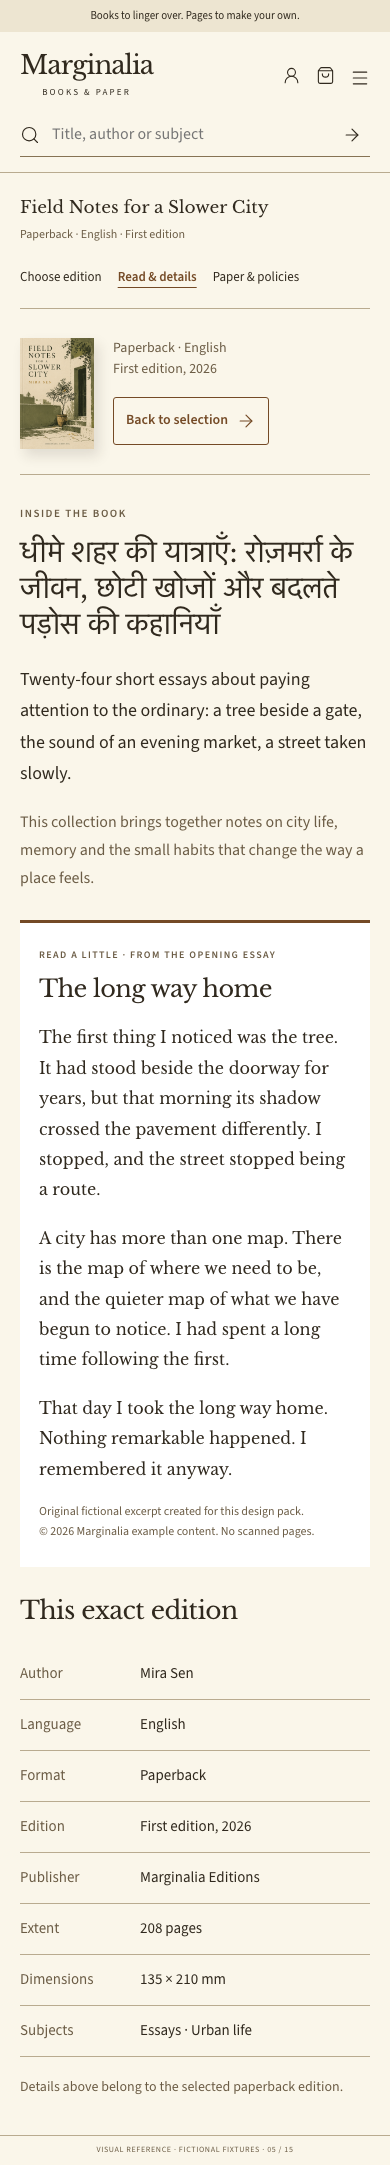 Books to linger over. Pages to make your own.
Marginalia
BOOKS & PAPER
Title, author or subject
Field Notes for a Slower City
Paperback · English · First edition
Choose edition Read & details Paper & policies
FIELD
NOTES
FOR A
SLOWER
CITY
MIRA SEN
Paperback · English
First edition, 2026
Back to selection
INSIDE THE BOOK
धीमे शहर की यात्राएँ: रोज़मर्रा के
जीवन, छोटी खोजों और बदलते
पड़ोस की कहानियाँ
Twenty-four short essays about paying
attention to the ordinary: a tree beside a gate,
the sound of an evening market, a street taken
slowly.
This collection brings together notes on city life,
memory and the small habits that change the way a
place feels.
READ A LITTLE · FROM THE OPENING ESSAY
The long way home
The first thing I noticed was the tree.
It had stood beside the doorway for
years, but that morning its shadow
crossed the pavement differently. I
stopped, and the street stopped being
a route.
A city has more than one map. There
is the map of where we need to be,
and the quieter map of what we have
begun to notice. I had spent a long
time following the first.
That day I took the long way home.
Nothing remarkable happened. I
remembered it anyway.
Original fictional excerpt created for this design pack.
© 2026 Marginalia example content. No scanned pages.
This exact edition
Author Mira Sen
Language English
Format Paperback
Edition First edition, 2026
Publisher Marginalia Editions
Extent 208 pages
Dimensions 135 × 210 mm
Subjects Essays · Urban life
Details above belong to the selected paperback edition.
VISUAL REFERENCE · FICTIONAL FIXTURES · 05 / 15